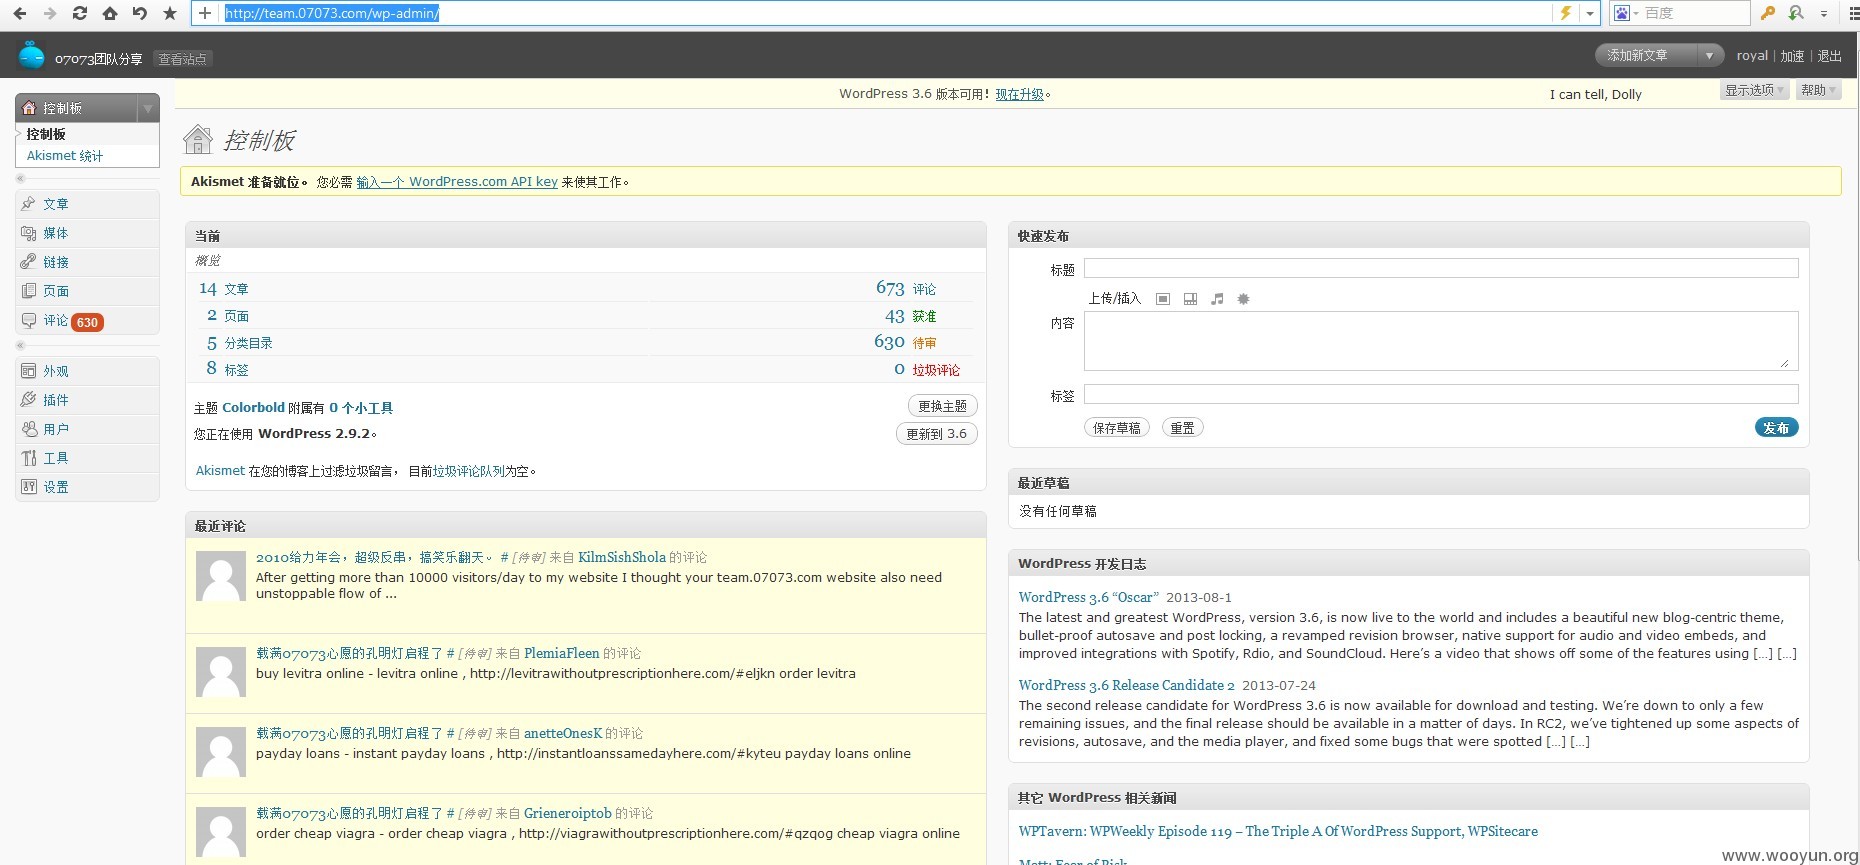 http://team.07073.com/wp-admin/
百度
07073团队分享 查看站点
添加新文章 royal | 加速 | 退出
WordPress 3.6 版本可用！现在升级。
I can tell, Dolly
显示选项 帮助
控制板
控制板
Akismet 统计
文章
媒体
链接
页面
评论 630
外观
插件
用户
工具
设置
控制板
Akismet 准备就位。 您必需 输入一个 WordPress.com API key 来使其工作。
当前
概览
14 文章 673 评论
2 页面 43 获准
5 分类目录 630 待审
8 标签 0 垃圾评论
主题 Colorbold 附属有 0 个小工具 更换主题
您正在使用 WordPress 2.9.2。 更新到 3.6
Akismet 在您的博客上过滤垃圾留言， 目前垃圾评论队列为空。
最近评论
2010给力年会，超级反串，搞笑乐翻天。 # [待审] 来自 KilmSishShola 的评论
After getting more than 10000 visitors/day to my website I thought your team.07073.com website also need
unstoppable flow of ...
载满07073心愿的孔明灯启程了 # [待审] 来自 PlemiaFleen 的评论
buy levitra online - levitra online , http://levitrawithoutprescriptionhere.com/#eljkn order levitra
载满07073心愿的孔明灯启程了 # [待审] 来自 anetteOnesK 的评论
payday loans - instant payday loans , http://instantloanssamedayhere.com/#kyteu payday loans online
载满07073心愿的孔明灯启程了 # [待审] 来自 Grieneroiptob 的评论
order cheap viagra - order cheap viagra , http://viagrawithoutprescriptionhere.com/#qzqog cheap viagra online
快速发布
标题
上传/插入
内容
标签
保存草稿 重置 发布
最近草稿
没有任何草稿
WordPress 开发日志
WordPress 3.6 “Oscar” 2013-08-1
The latest and greatest WordPress, version 3.6, is now live to the world and includes a beautiful new blog-centric theme,
bullet-proof autosave and post locking, a revamped revision browser, native support for audio and video embeds, and
improved integrations with Spotify, Rdio, and SoundCloud. Here’s a video that shows off some of the features using [...] [...]
WordPress 3.6 Release Candidate 2 2013-07-24
The second release candidate for WordPress 3.6 is now available for download and testing. We’re down to only a few
remaining issues, and the final release should be available in a matter of days. In RC2, we’ve tightened up some aspects of
revisions, autosave, and the media player, and fixed some bugs that were spotted [...] [...]
其它 WordPress 相关新闻
WPTavern: WPWeekly Episode 119 – The Triple A Of WordPress Support, WPSitecare
Matt: Fear of Risk
www.wooyun.org